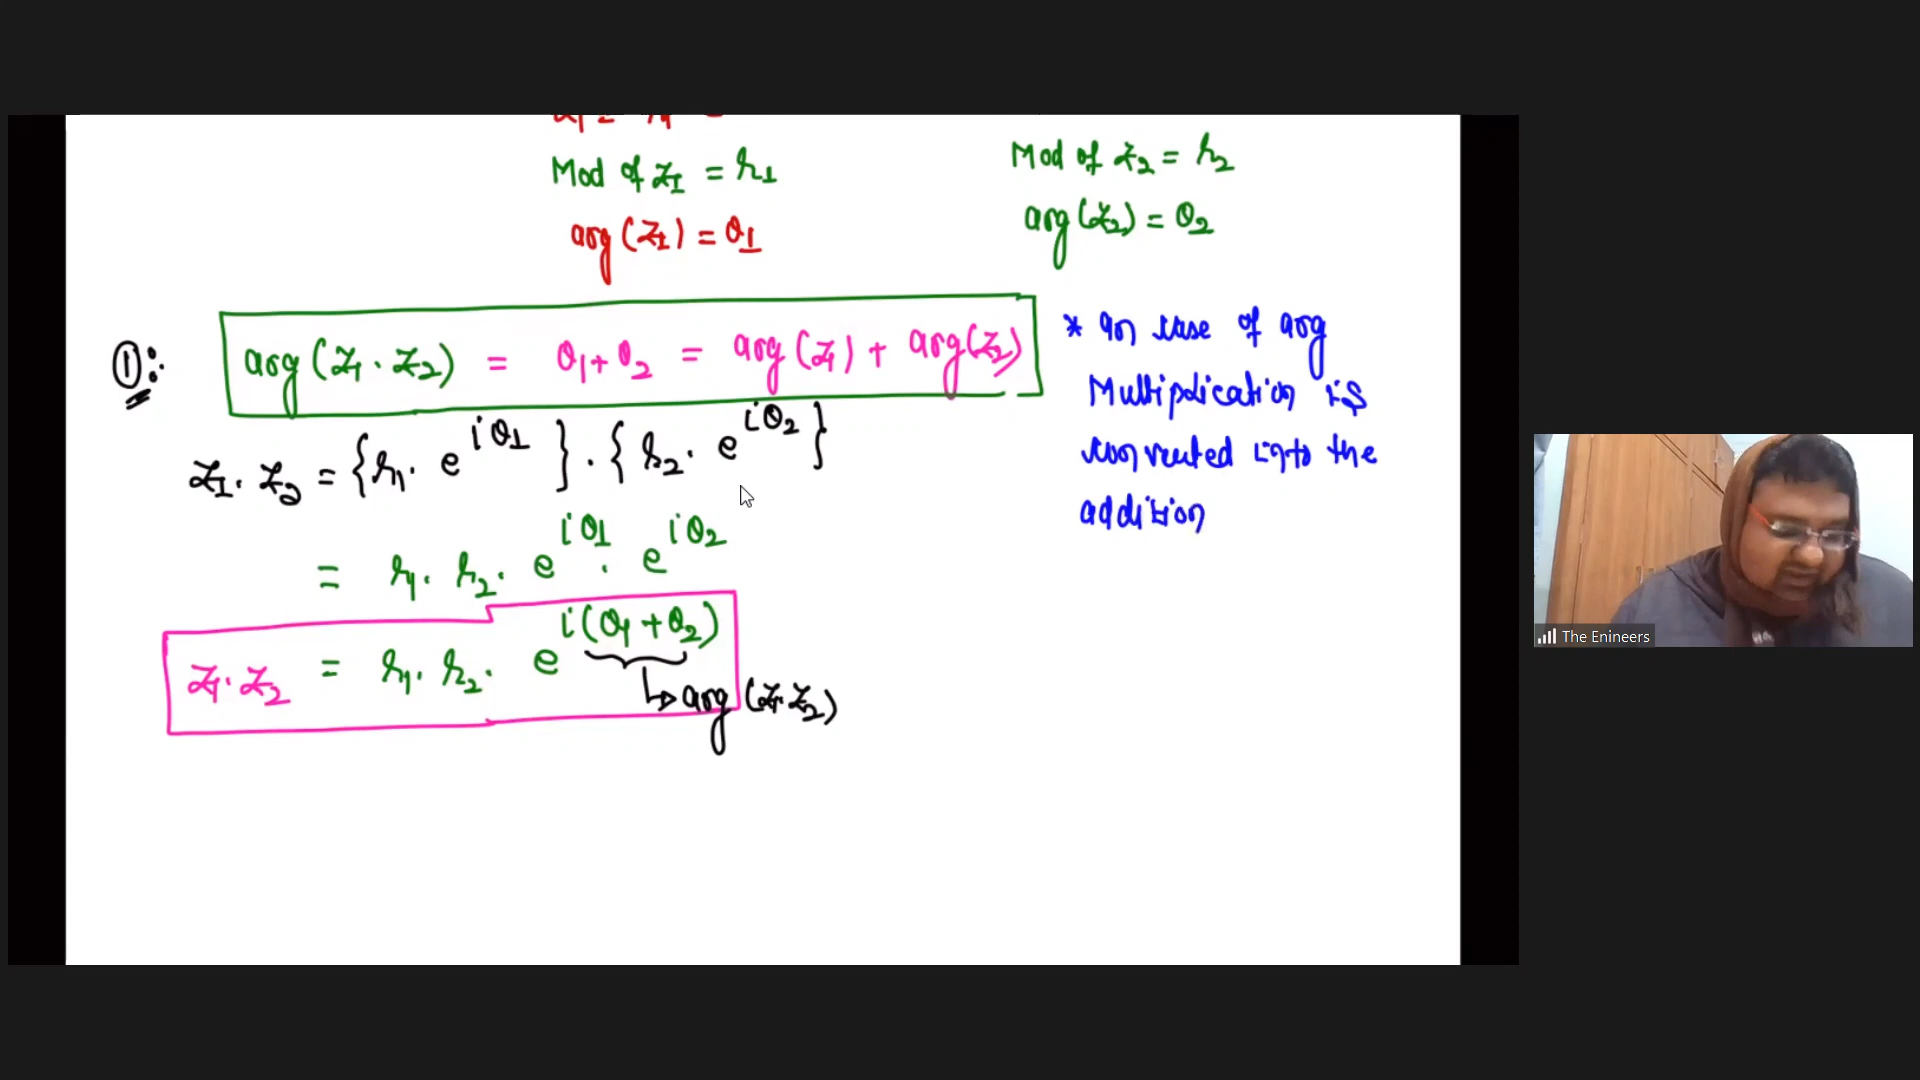 Mod of z₁ = r₁
arg (z₁) = θ₁
Mod of z₂ = r₂
arg (z₂) = θ₂
①:
arg (z₁ · z₂) = θ₁ + θ₂ = arg (z₁) + arg (z₂)
z₁ · z₂ = {r₁ · e^{iθ₁}} · {r₂ · e^{iθ₂}}
= r₁ · r₂ · e^{iθ₁} · e^{iθ₂}
z₁ · z₂ = r₁ · r₂ · e^{i(θ₁ + θ₂)}
↳ arg (z₁ · z₂)
* In case of arg
Multiplication is
converted into the
addition
The Enineers